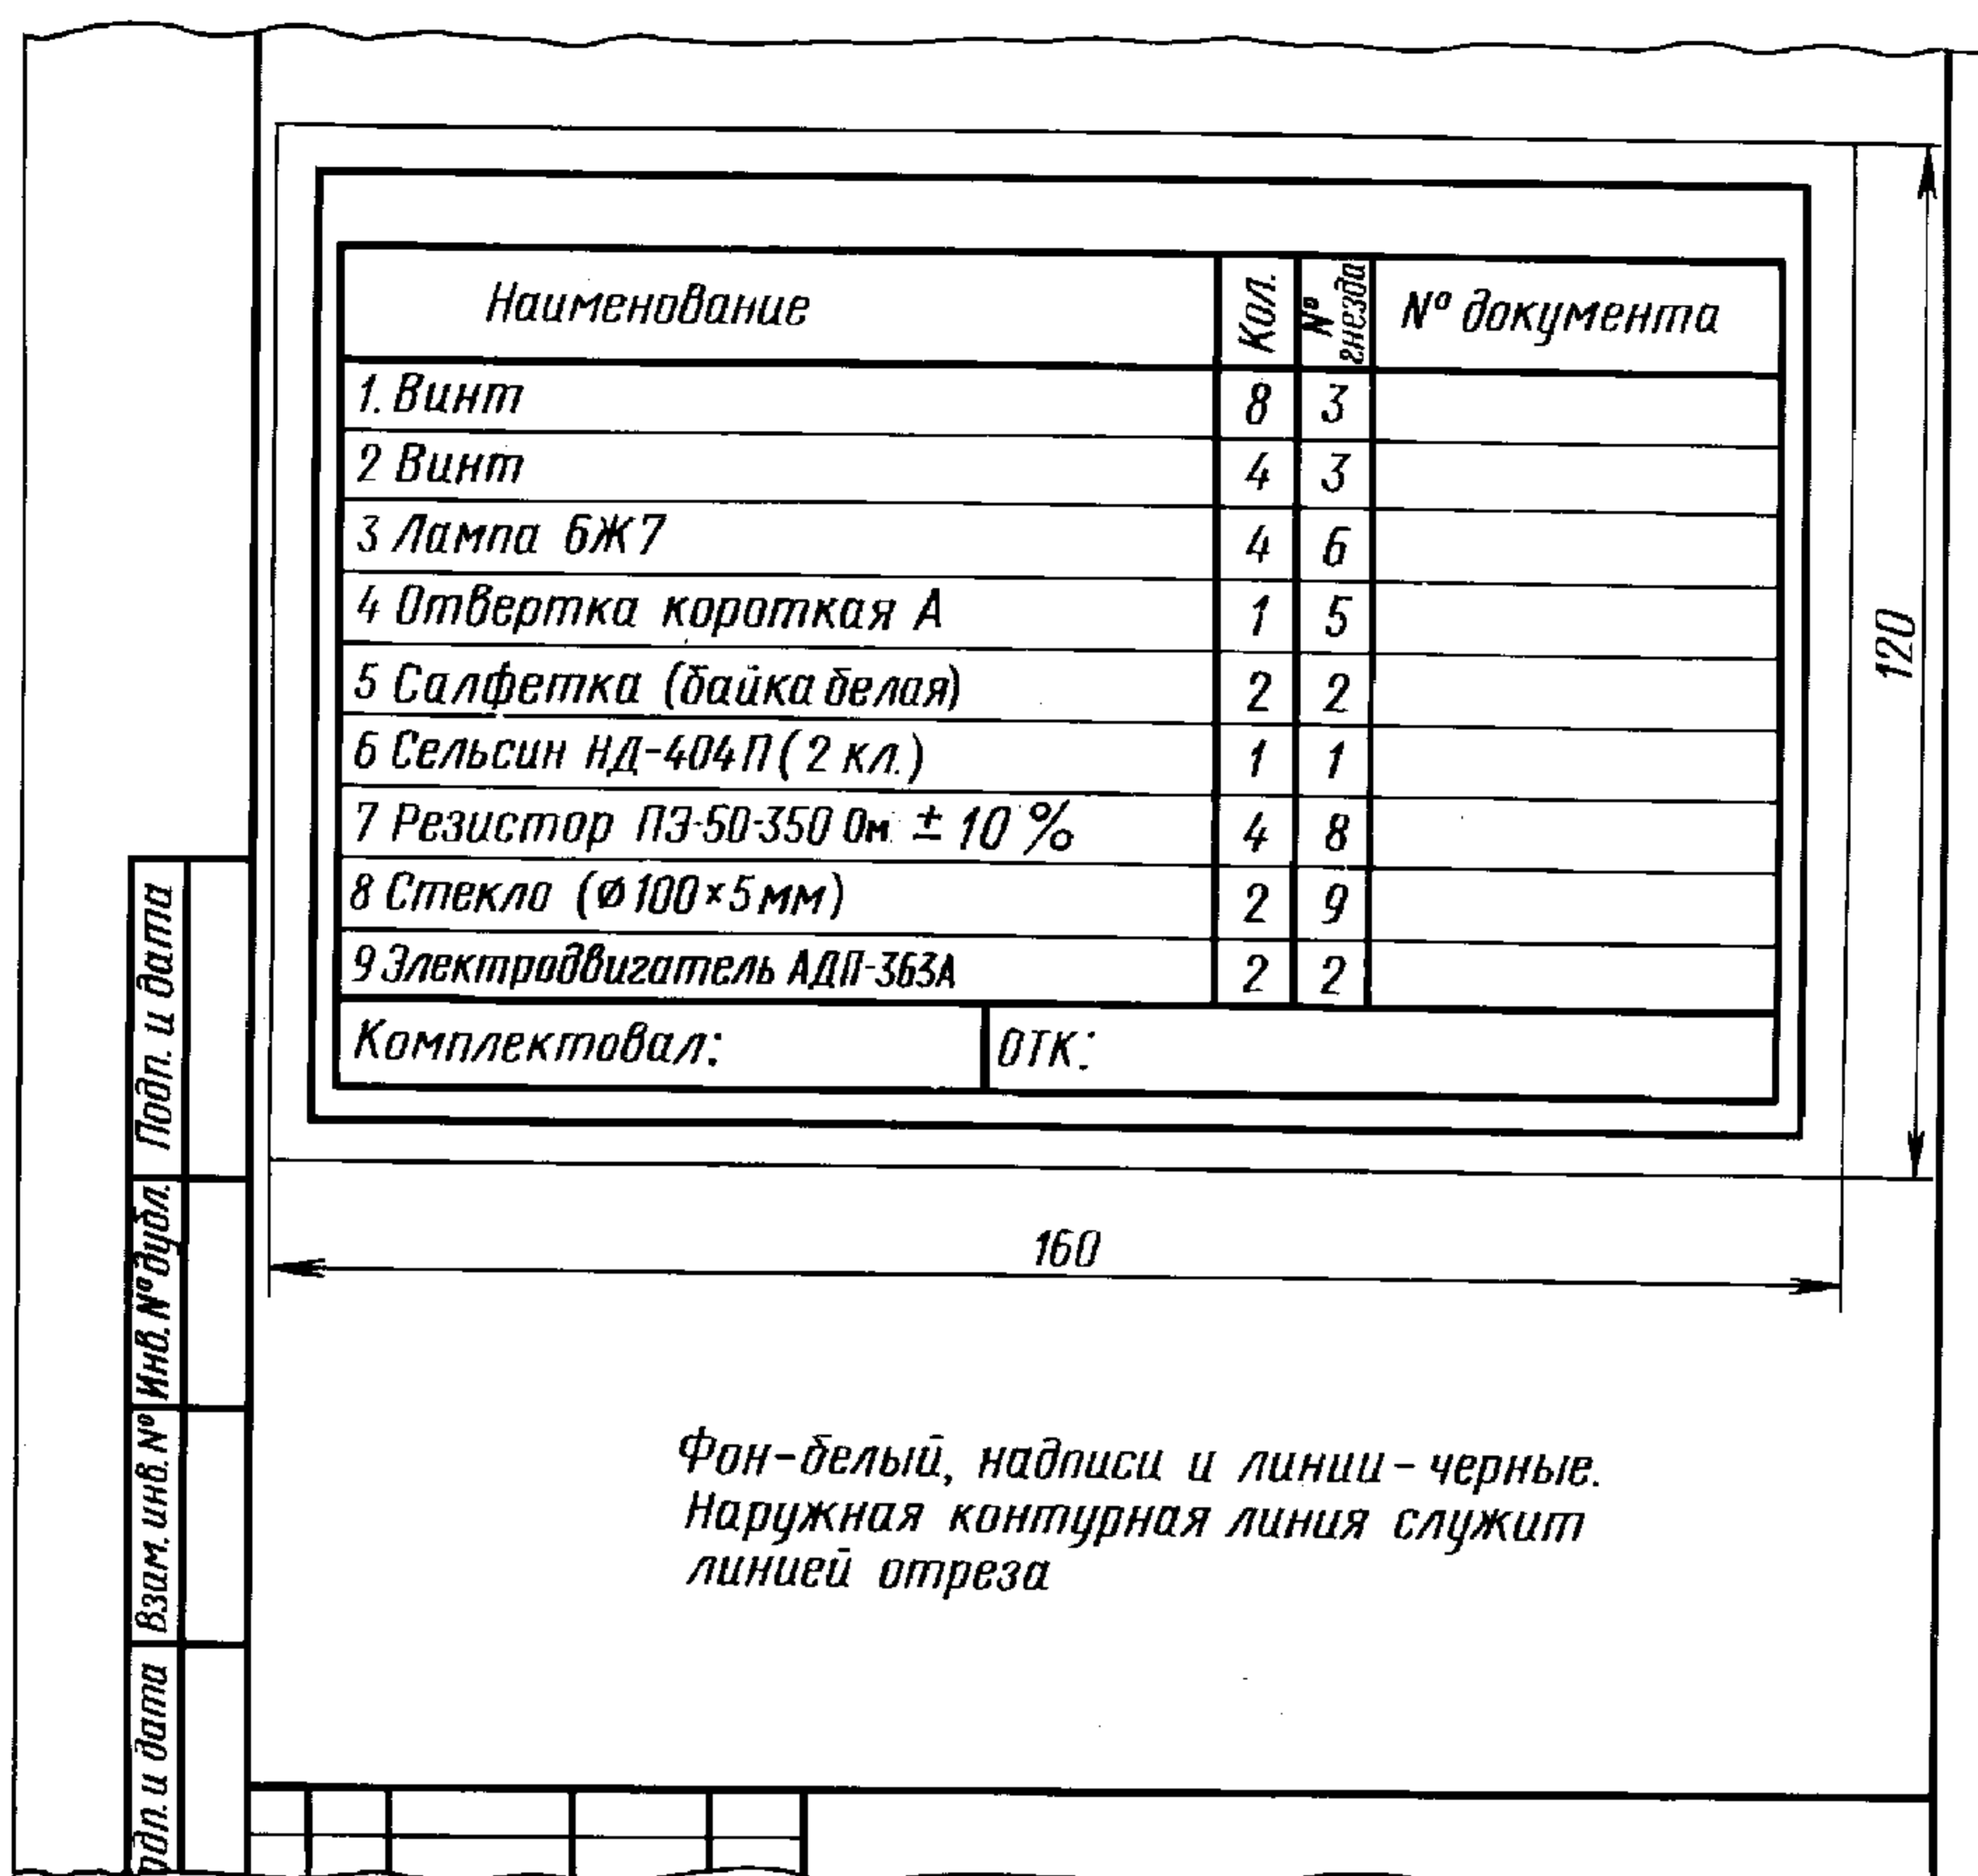 Наименование Кол. № гнезда № документа
1. Винт 8 3
2 Винт 4 3
3 Лампа 6Ж7 4 6
4 Отвертка короткая А 1 5
5 Салфетка (байка белая) 2 2
6 Сельсин НД-404П (2 кл.) 1 1
7 Резистор ПЭ-50-350 Ом ± 10 % 4 8
8 Стекло (ø100×5мм) 2 9
9 Электродвигатель АДП-363А 2 2
Комплектовал: ОТК:
120
160
Фон-белый, надписи и линии - черные.
Наружная контурная линия служит
линией отреза
Подп. и дата
Инв. № дубл.
Взам. инв. №
одп. и дата